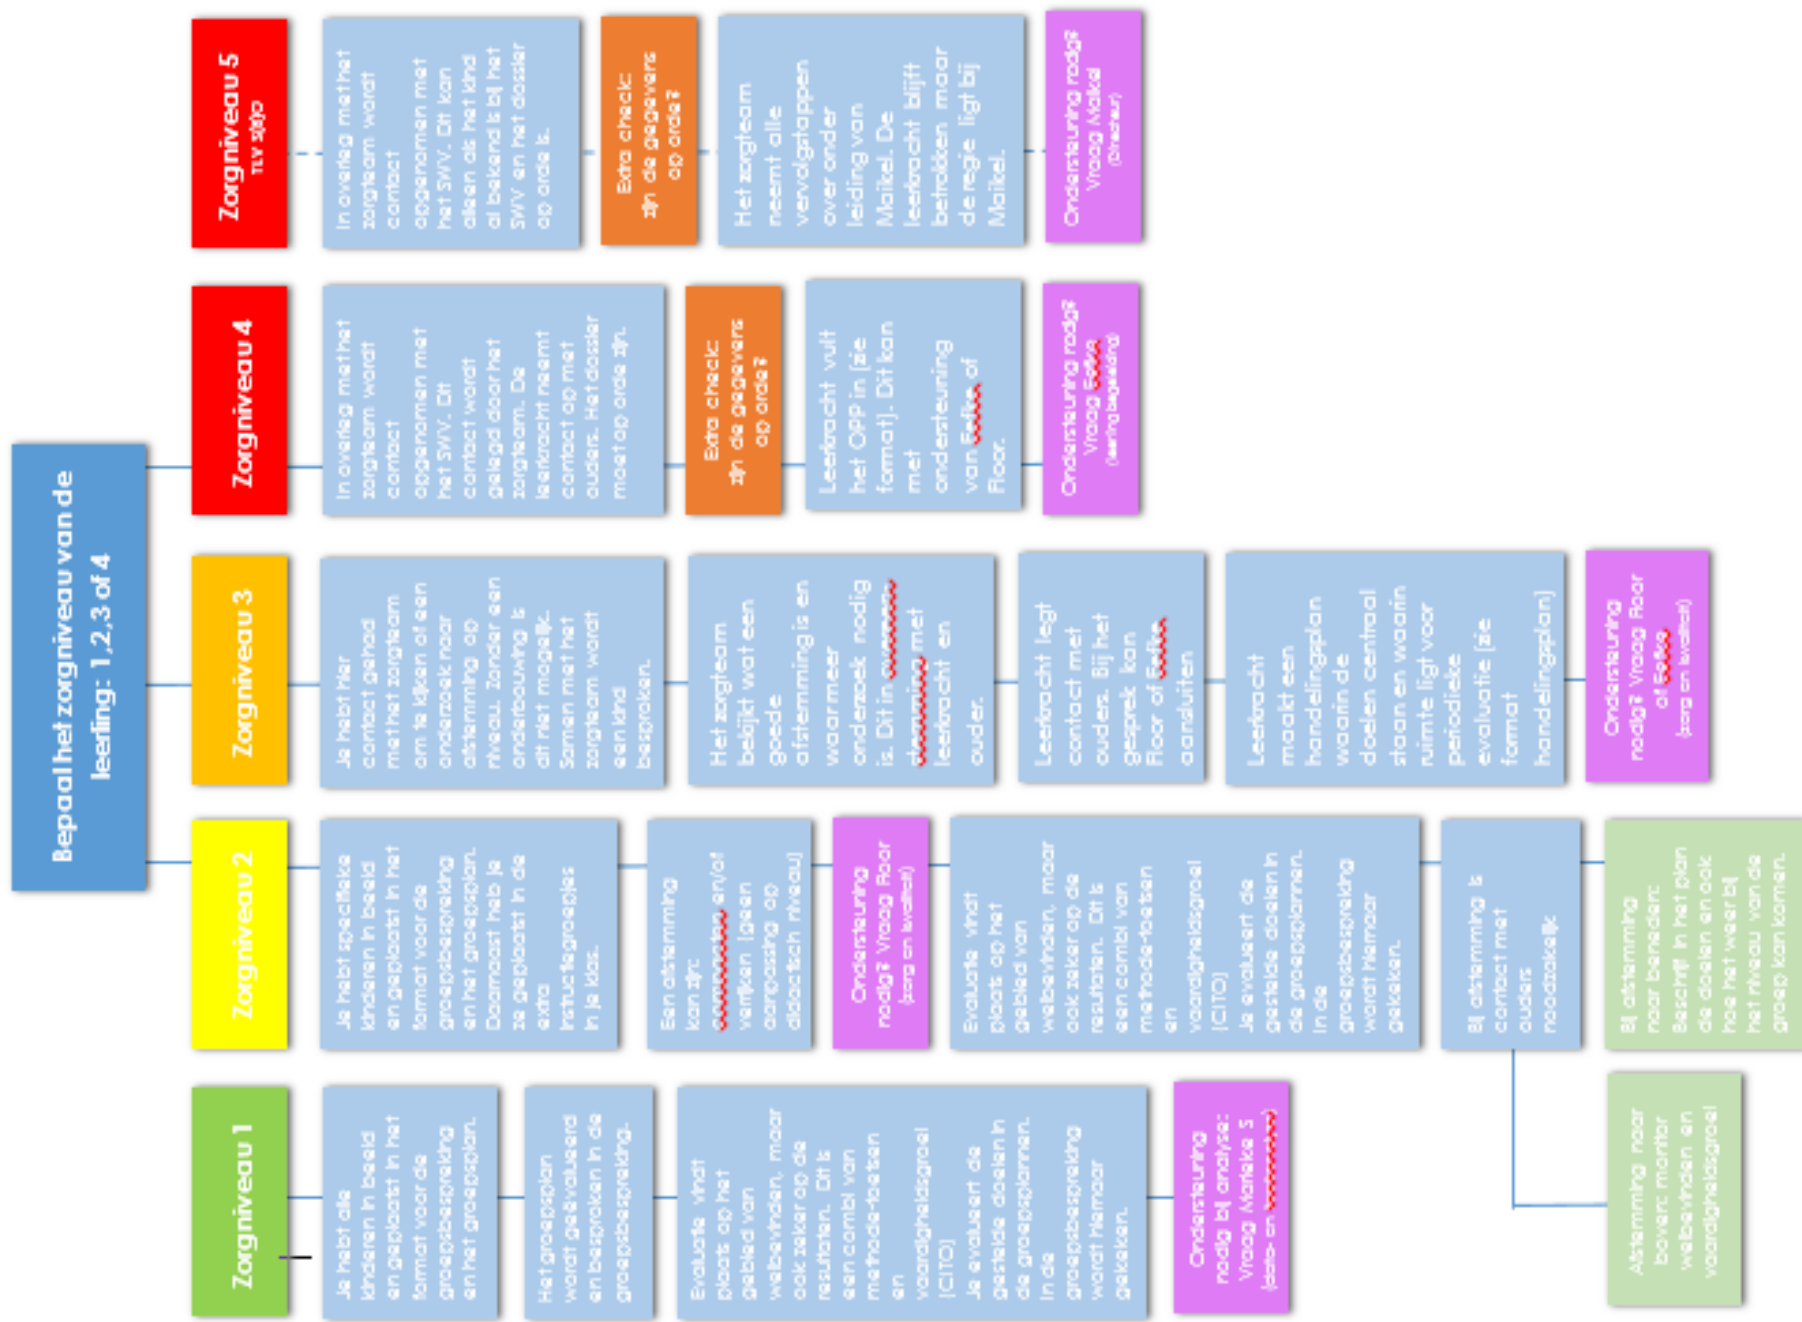 Bepaal het zorgniveau van de
leerling: 1,2,3 of 4
Zorgniveau 1
Je hebt alle
kinderen in beeld
en geplaatst in het
format voor de
groepsbespreking
en het groepsplan.
Het groepsplan
wordt geëvalueerd
en besproken in de
groepsbespreking.
Evaluatie vindt
plaats op het
gebied van
welbevinden, maar
ook zeker op de
resultaten. Dit is
een combi van
methode-toetsen
en
vaardigheidsgroei
(CITO)
Je evalueert de
gestelde doelen in
de groepsplannen.
In de
groepsbespreking
wordt hiernaar
gekeken.
Ondersteuning
nodig bij analyse:
Vraag Marieke S
(data- en
Zorgniveau 2
Je hebt specifieke
kinderen in beeld
en geplaatst in het
format voor de
groepsbespreking
en het groepsplan.
Daarnaast heb je
ze geplaatst in de
extra
instructiegroepjes
in je klas.
Een afstemming
kan zijn:
en/of
verrijken (geen
aanpassing op
didactisch niveau)
Ondersteuning
nodig? Vraag Floor
(zorg en kwaliteit)
Evaluatie vindt
plaats op het
gebied van
welbevinden, maar
ook zeker op de
resultaten. Dit is
een combi van
methode-toetsen
en
vaardigheidsgroei
(CITO)
Je evalueert de
gestelde doelen in
de groepsplannen.
In de
groepsbespreking
wordt hiernaar
gekeken.
Bij afstemming is
contact met
ouders
noodzakelijk
Afstemming naar
boven: monitor
welbevinden en
vaardigheidsgroei
Bij afstemming
naar beneden:
Beschrijf in het plan
de doelen en ook
hoe het weer bij
het niveau van de
groep kan komen.
Zorgniveau 3
Je hebt hier
contact gehad
met het zorgteam
om te kijken of een
onderzoek naar
afstemming op
niveau. Zonder een
onderbouwing is
dit niet mogelijk.
Samen met het
zorgteam wordt
een kind
besproken.
Het zorgteam
bekijkt wat een
goede
afstemming is en
waar meer
onderzoek nodig
is. Dit in overeen-
stemming met
leerkracht en
ouder.
Leerkracht legt
contact met
ouders. Bij het
gesprek kan
Floor of Eefke
aansluiten
Leerkracht
maakt een
handelingsplan
waarin de
doelen centraal
staan en waarin
ruimte ligt voor
periodieke
evaluatie (zie
format
handelingsplan)
Ondersteuning
nodig? Vraag Floor
of Eefke
(zorg en kwaliteit)
Zorgniveau 4
In overleg met het
zorgteam wordt
contact
opgenomen met
het SWV. Dit
contact wordt
gelegd door het
zorgteam. De
leerkracht neemt
contact op met
ouders. Het dossier
moet op orde zijn.
Extra check:
zijn de gegevens
op orde?
Leerkracht vult
het OPP in (zie
format). Dit kan
met
ondersteuning
van Eefke of
Floor.
Ondersteuning nodig?
Vraag Eefke
(leerling begeleiding)
Zorgniveau 5
TLV s(b)o
In overleg met het
zorgteam wordt
contact
opgenomen met
het SWV. Dit kan
alleen als het kind
al bekend is bij het
SWV en het dossier
op orde is.
Extra check:
zijn de gegevens
op orde?
Het zorgteam
neemt alle
vervolgstappen
over onder
leiding van
Maikel. De
leerkracht blijft
betrokken maar
de regie ligt bij
Maikel.
Ondersteuning nodig?
Vraag Maikel
(Directeur)